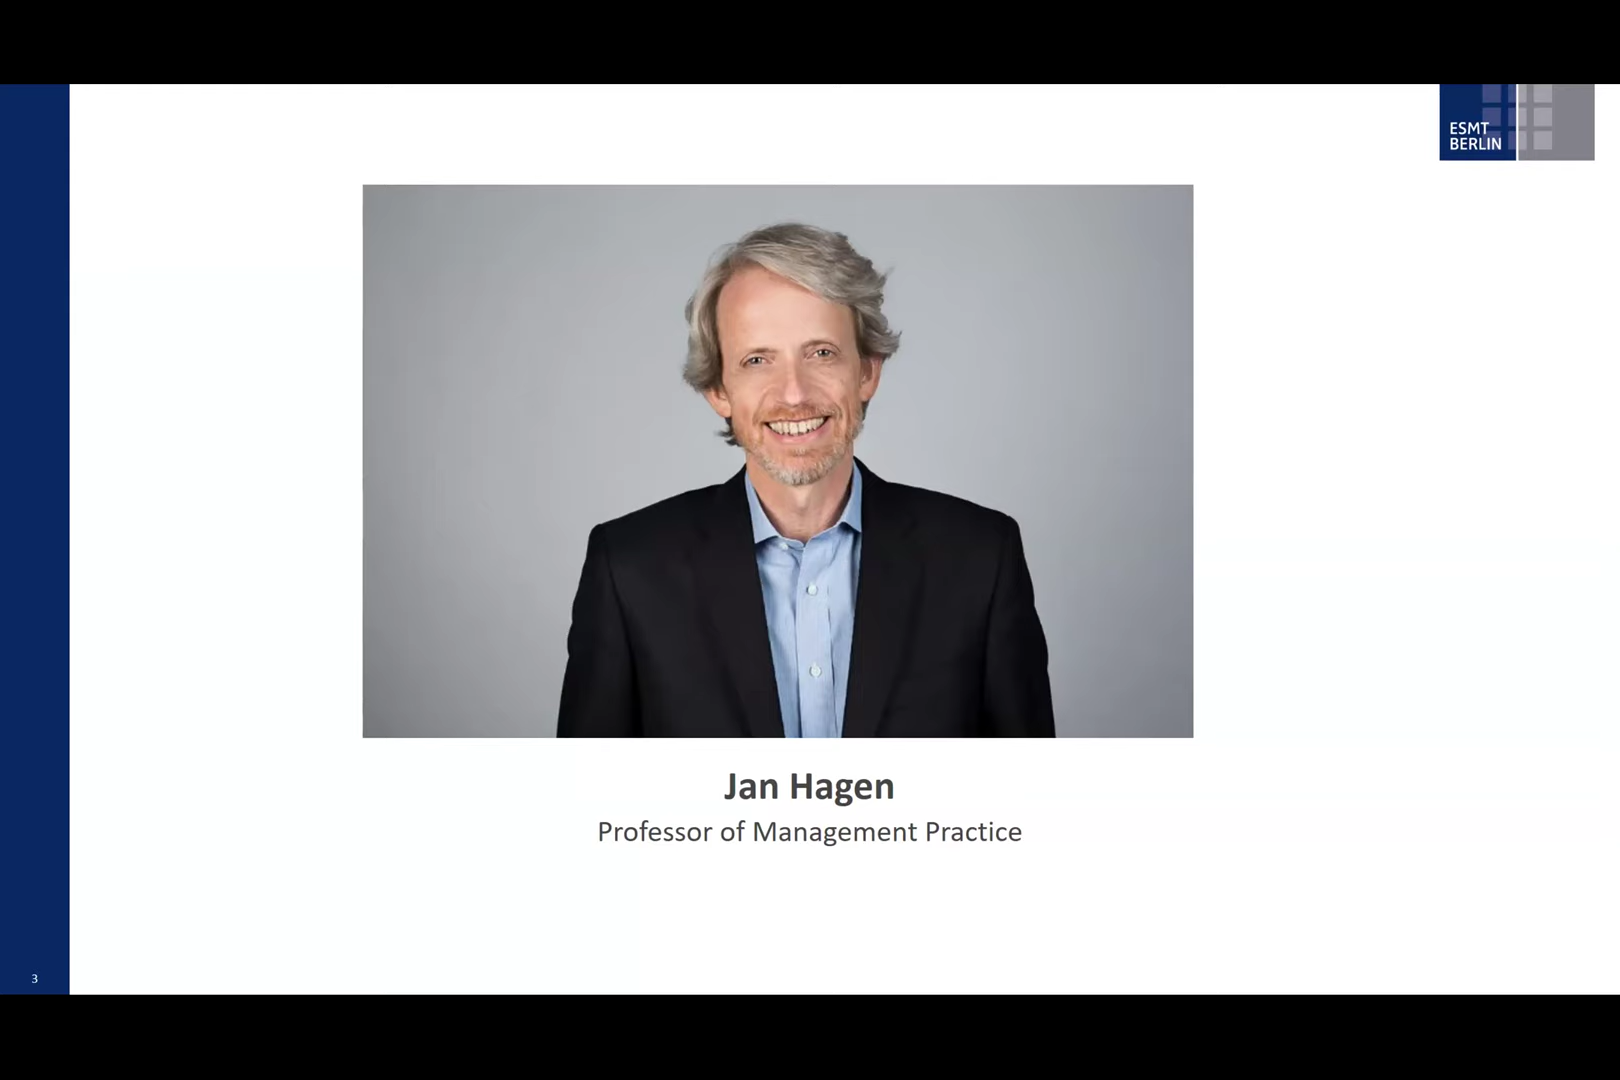 ESMT
BERLIN
Jan Hagen
Professor of Management Practice
3